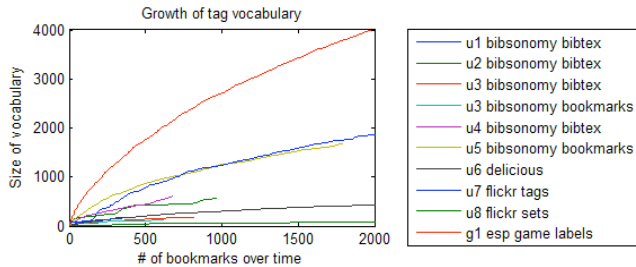 Growth of tag vocabulary
4000
3000
2000
1000
0
Size of vocabulary
0
500
1000
1500
2000
# of bookmarks over time
u1 bibsonomy bibtex
u2 bibsonomy bibtex
u3 bibsonomy bibtex
u3 bibsonomy bookmarks
u4 bibsonomy bibtex
u5 bibsonomy bookmarks
u6 delicious
u7 flickr tags
u8 flickr sets
g1 esp game labels